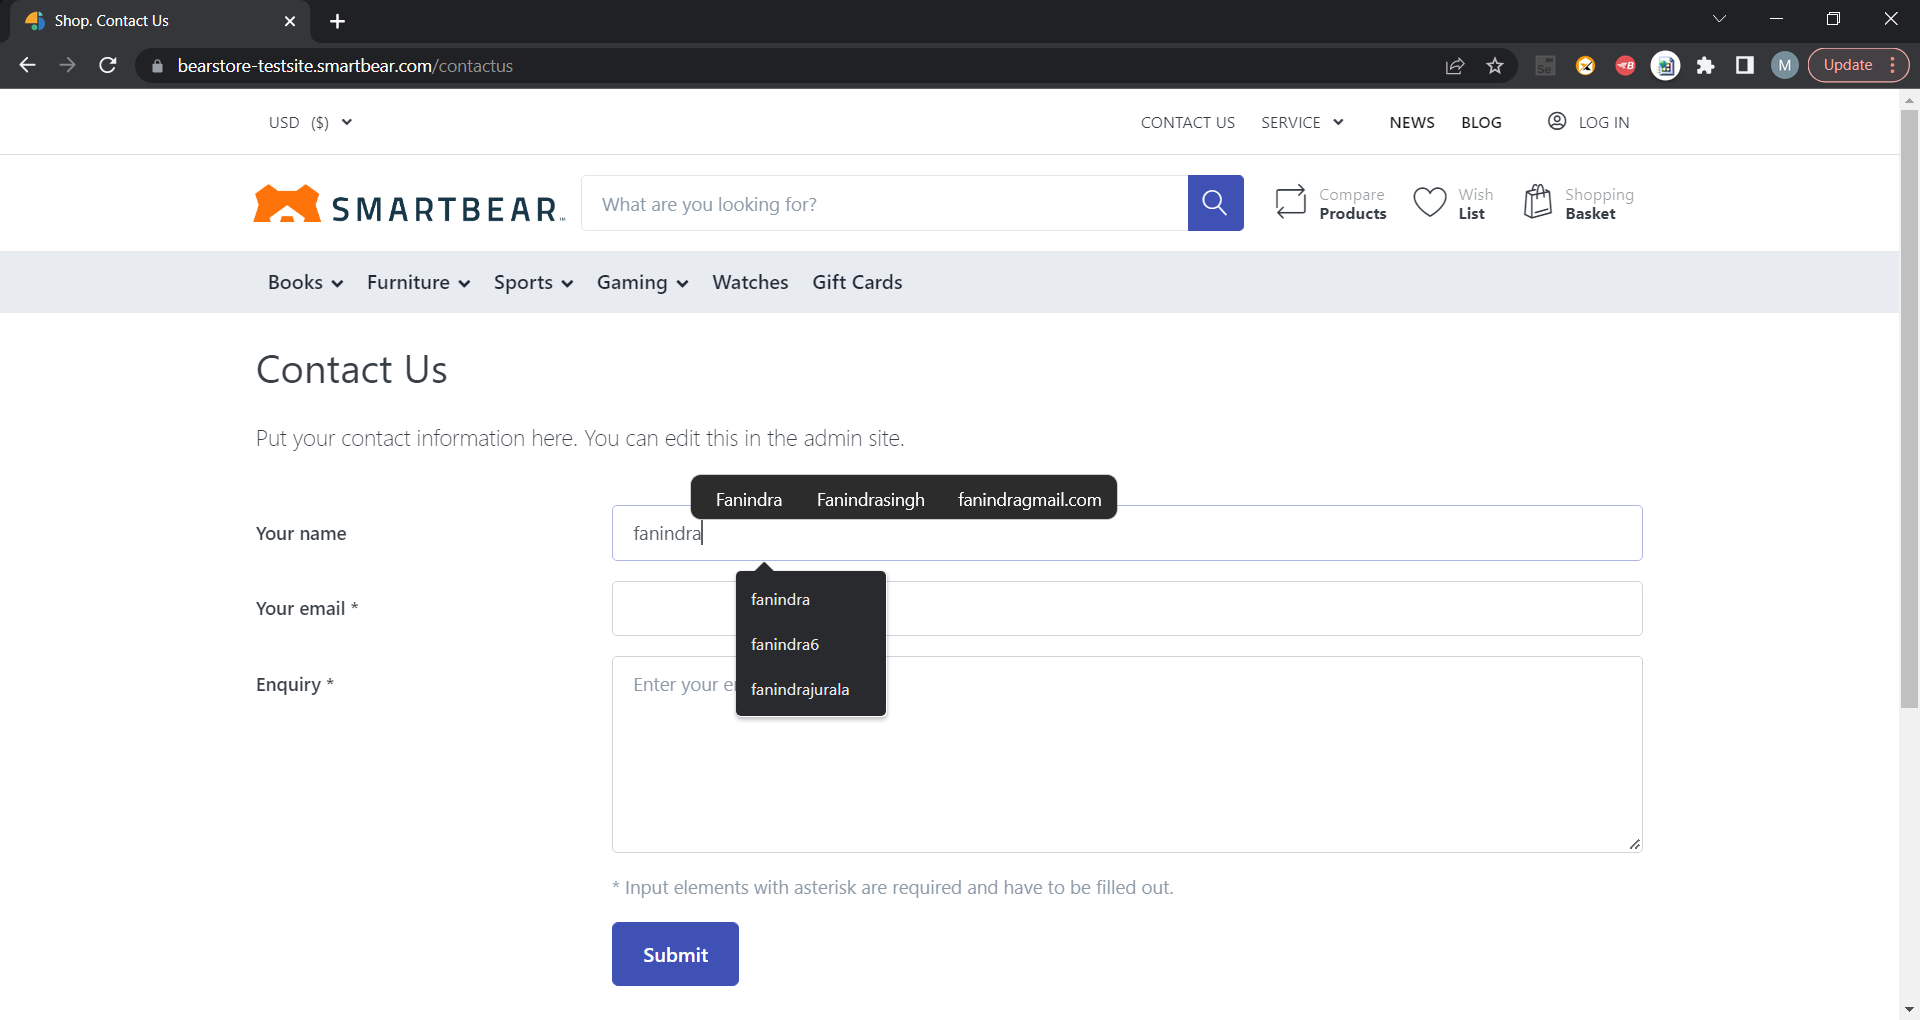 Shop. Contact Us
bearstore-testsite.smartbear.com/contactus
Se
B
M
Update
USD ($)
CONTACT US SERVICE NEWS BLOG LOG IN
SMARTBEAR™
What are you looking for?
Compare Products
Wish List
Shopping Basket
Books Furniture Sports Gaming Watches Gift Cards
Contact Us
Put your contact information here. You can edit this in the admin site.
Fanindra Fanindrasingh fanindragmail.com
Your name fanindra
fanindra
Your email *
fanindra6
Enquiry * Enter your e
fanindrajurala
* Input elements with asterisk are required and have to be filled out.
Submit